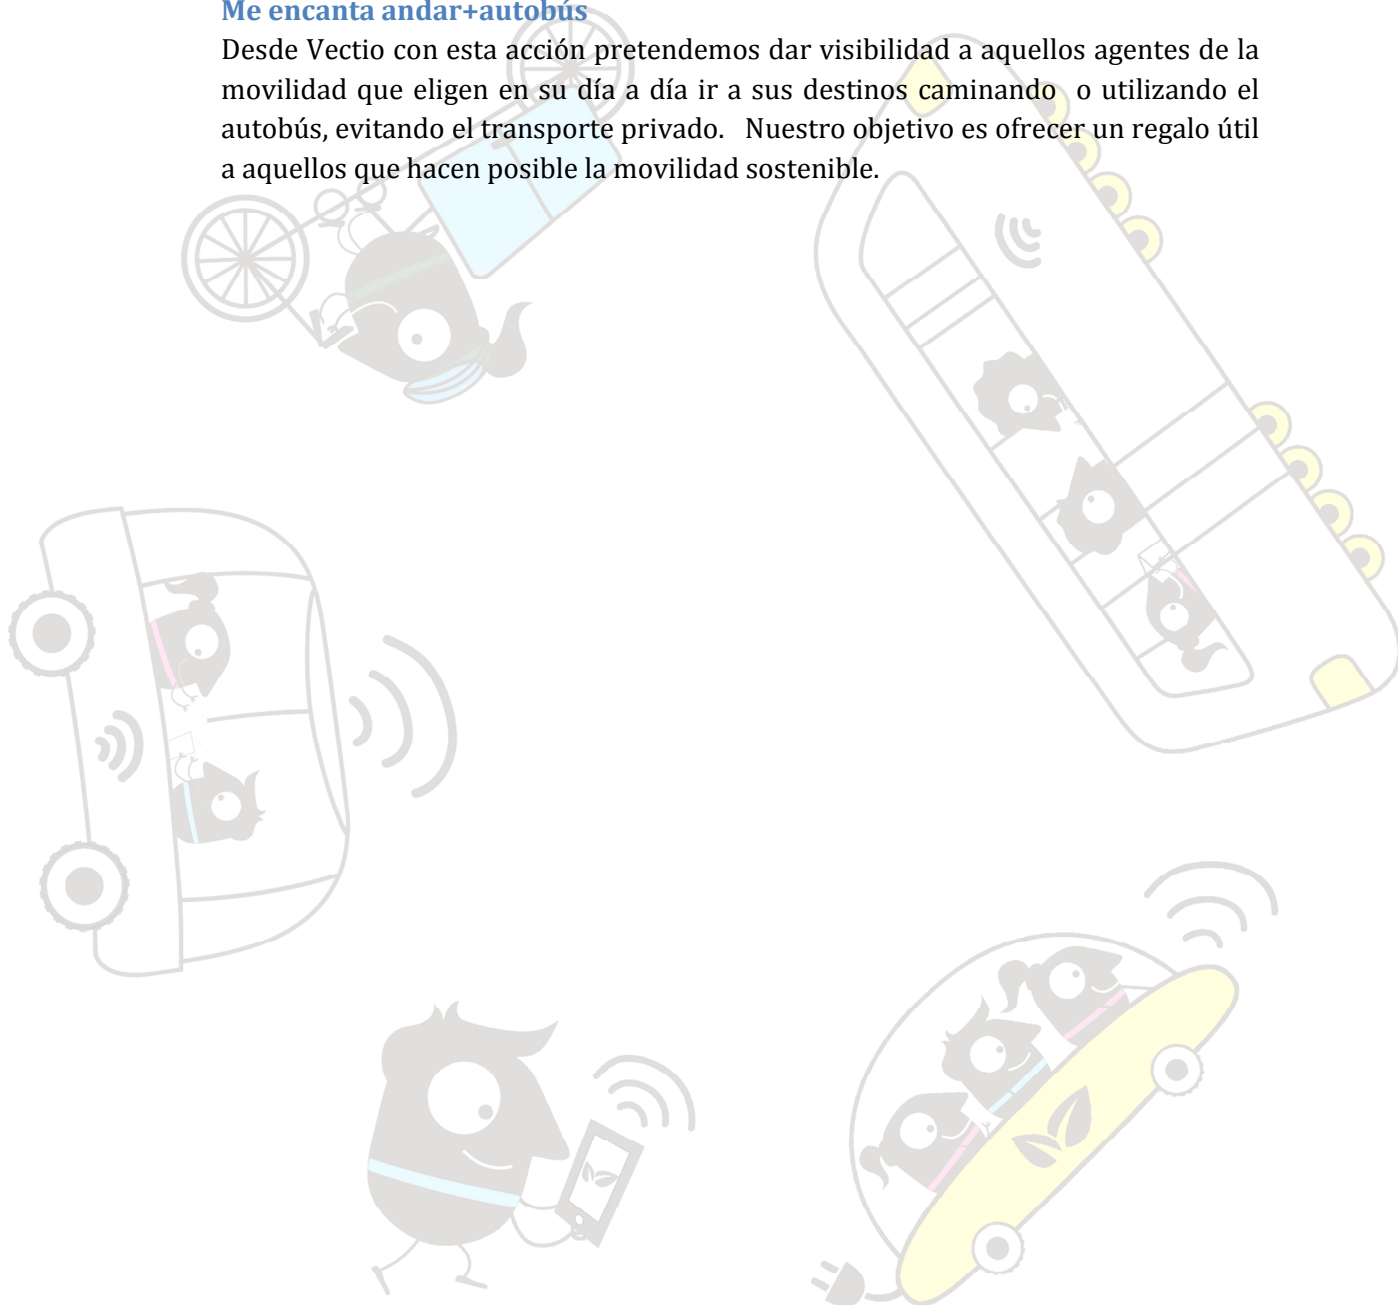 Me encanta andar+autobús
Desde Vectio con esta acción pretendemos dar visibilidad a aquellos agentes de la
movilidad que eligen en su día a día ir a sus destinos caminando o utilizando el
autobús, evitando el transporte privado. Nuestro objetivo es ofrecer un regalo útil
a aquellos que hacen posible la movilidad sostenible.